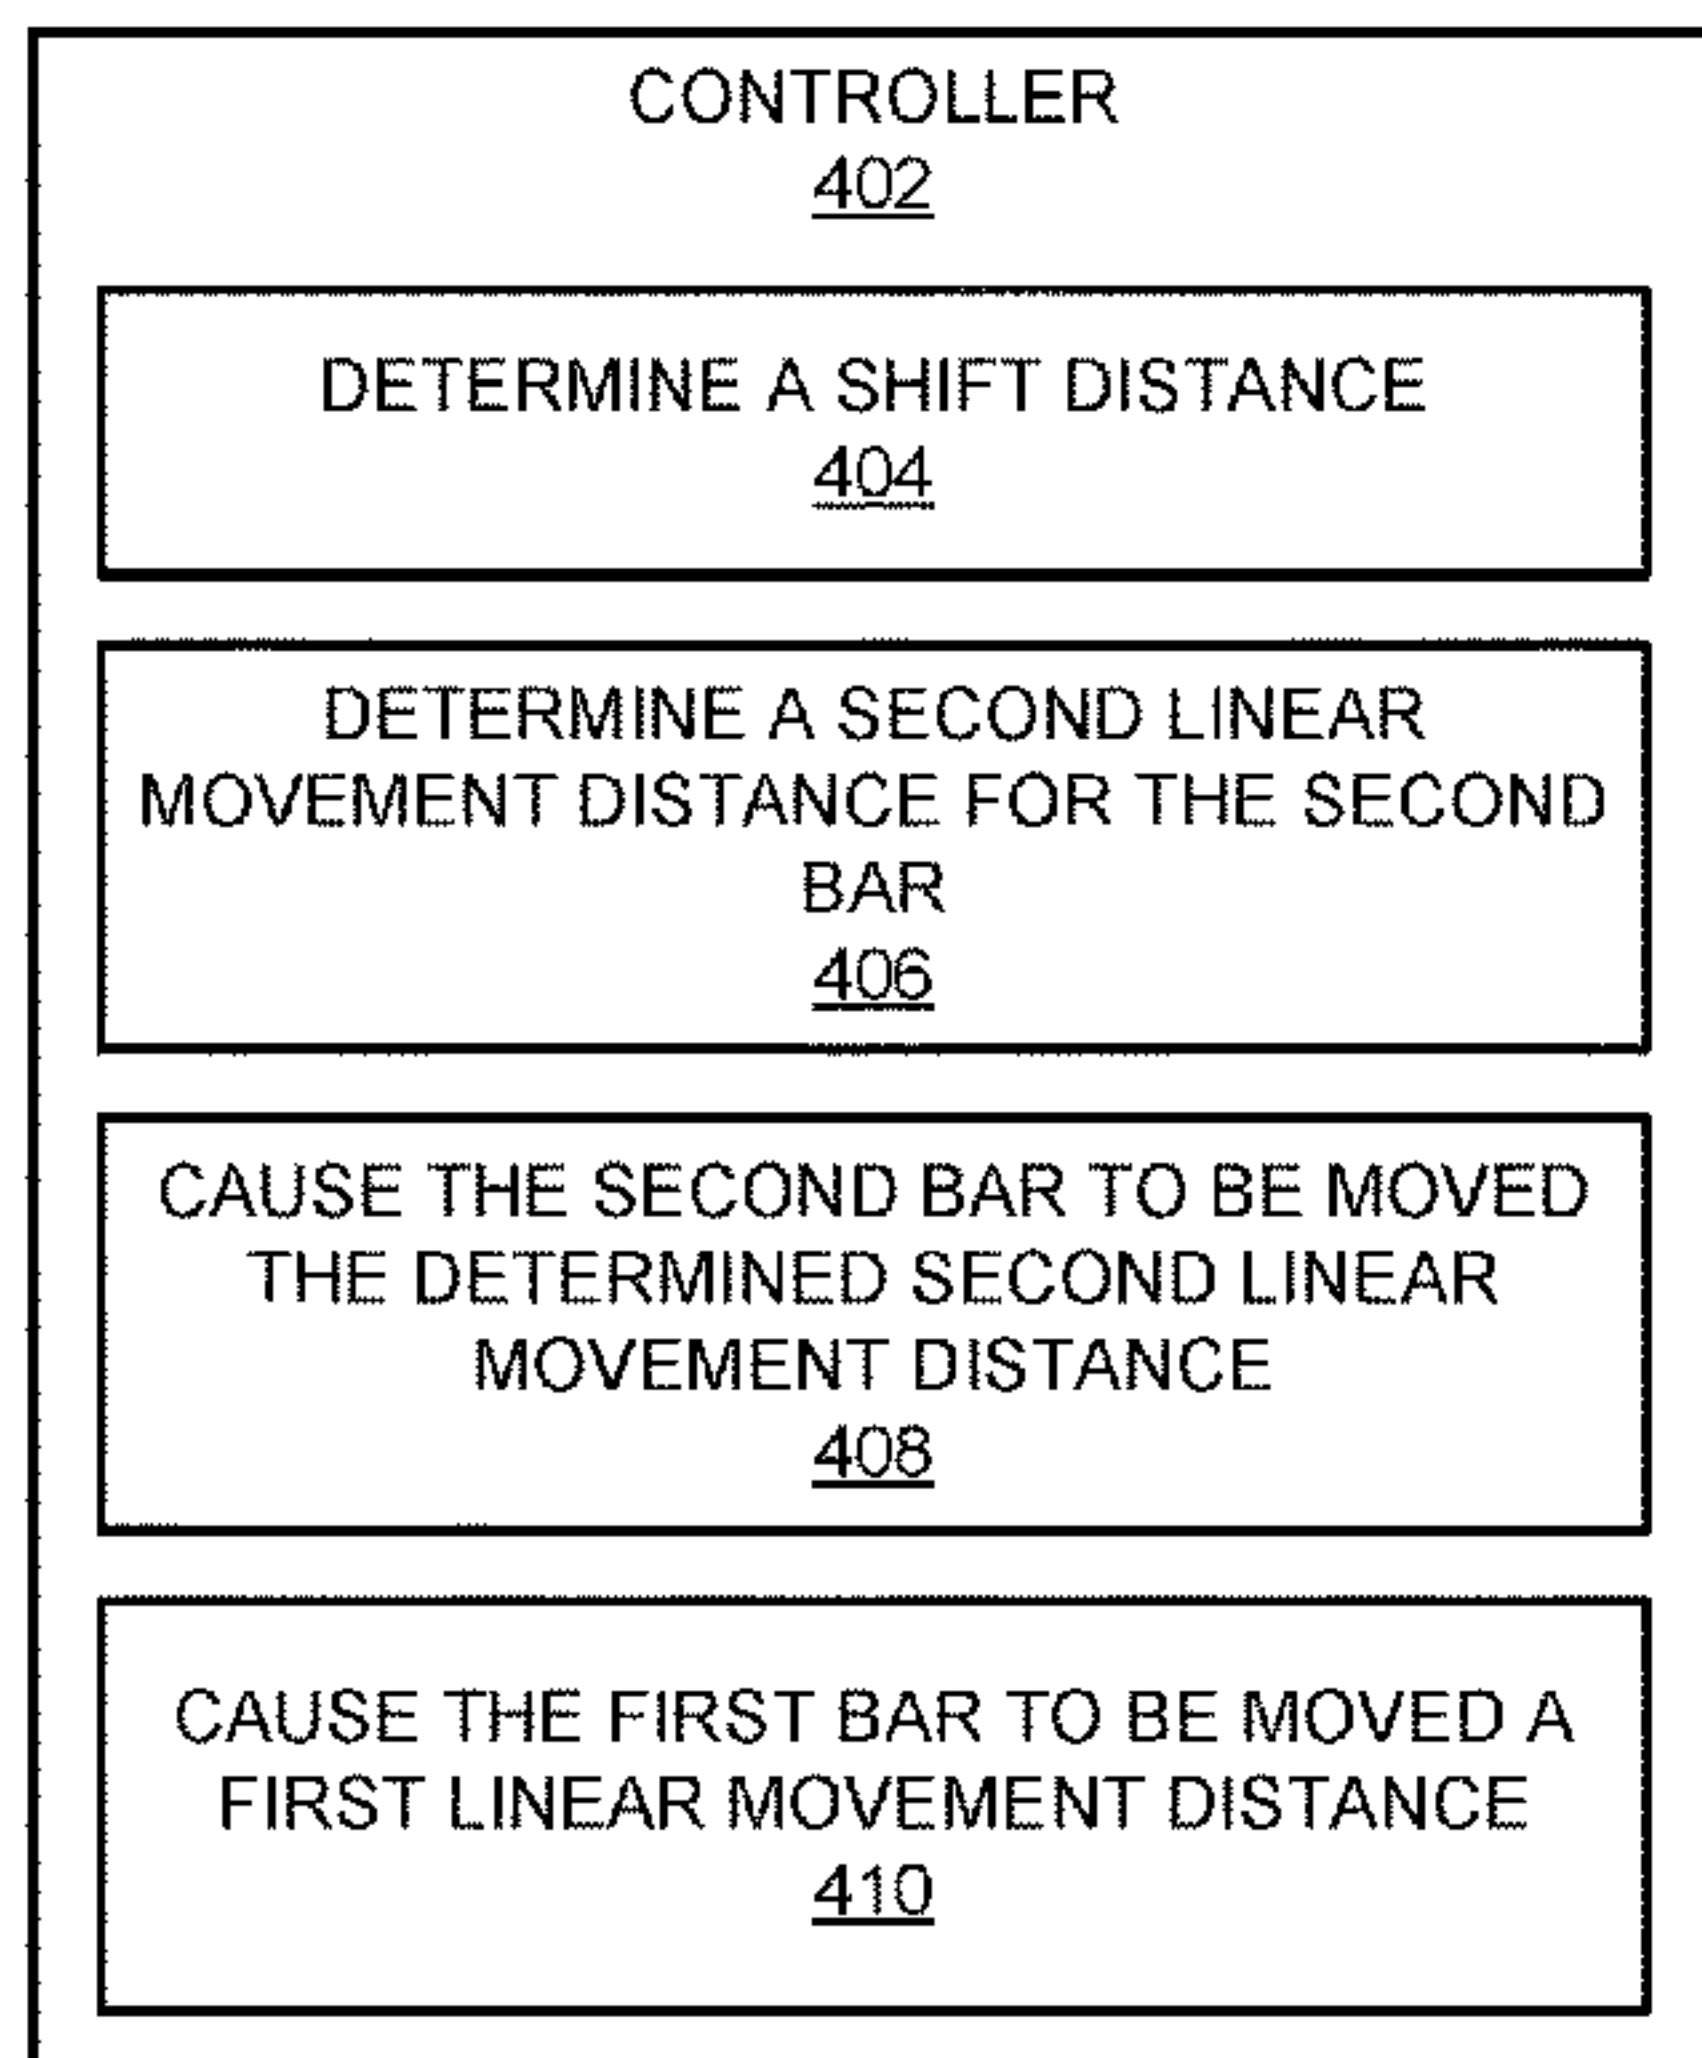 CONTROLLER
402
DETERMINE A SHIFT DISTANCE
404
DETERMINE A SECOND LINEAR
MOVEMENT DISTANCE FOR THE SECOND
BAR
406
CAUSE THE SECOND BAR TO BE MOVED
THE DETERMINED SECOND LINEAR
MOVEMENT DISTANCE
408
CAUSE THE FIRST BAR TO BE MOVED A
FIRST LINEAR MOVEMENT DISTANCE
410